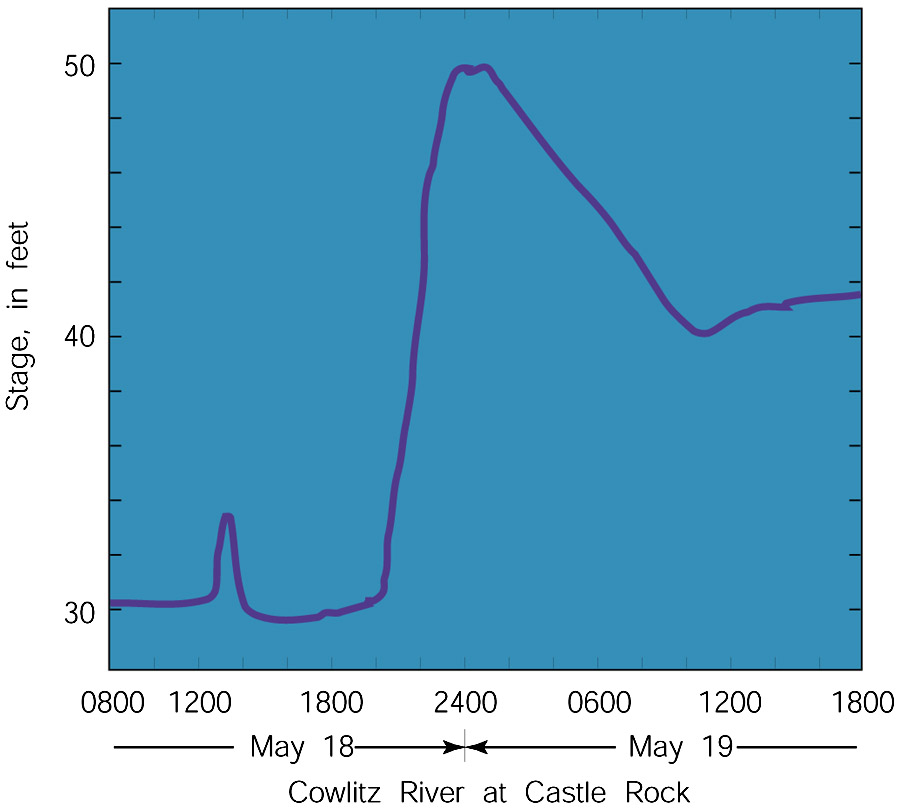 50
40
30
Stage, in feet
0800 1200 1800 2400 0600 1200 1800
May 18 May 19
Cowlitz River at Castle Rock